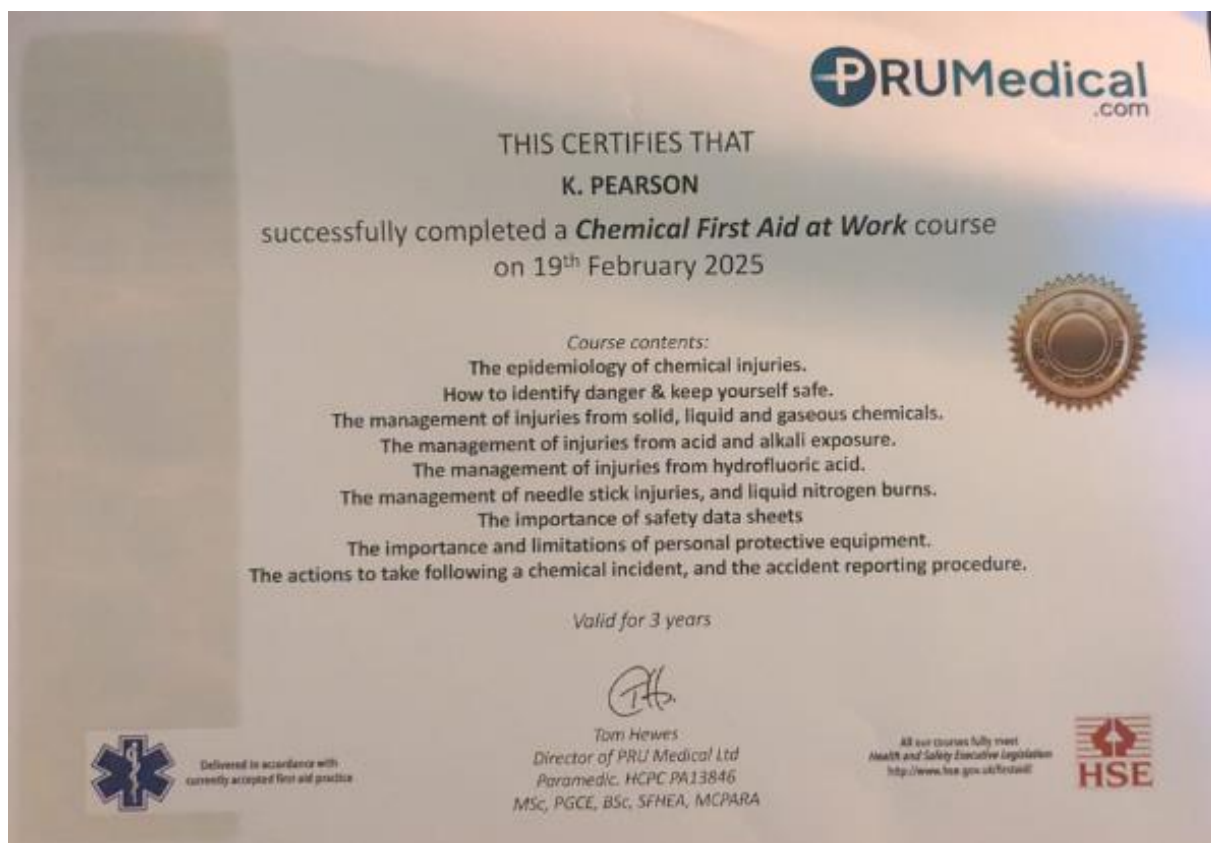 PRUMedical
.com
THIS CERTIFIES THAT
K. PEARSON
successfully completed a Chemical First Aid at Work course
on 19th February 2025
Course contents:
The epidemiology of chemical injuries.
How to identify danger & keep yourself safe.
The management of injuries from solid, liquid and gaseous chemicals.
The management of injuries from acid and alkali exposure.
The management of injuries from hydrofluoric acid.
The management of needle stick injuries, and liquid nitrogen burns.
The importance of safety data sheets
The importance and limitations of personal protective equipment.
The actions to take following a chemical incident, and the accident reporting procedure.
Valid for 3 years
Tom Hewes
Director of PRU Medical Ltd
Paramedic. HCPC PA13846
MSc, PGCE, BSc, SFHEA, MCPARA
Delivered in accordance with
currently accepted first aid practice
All our courses fully meet
Health and Safety Executive Legislation
http://www.hse.gov.uk/firstaid/
HSE